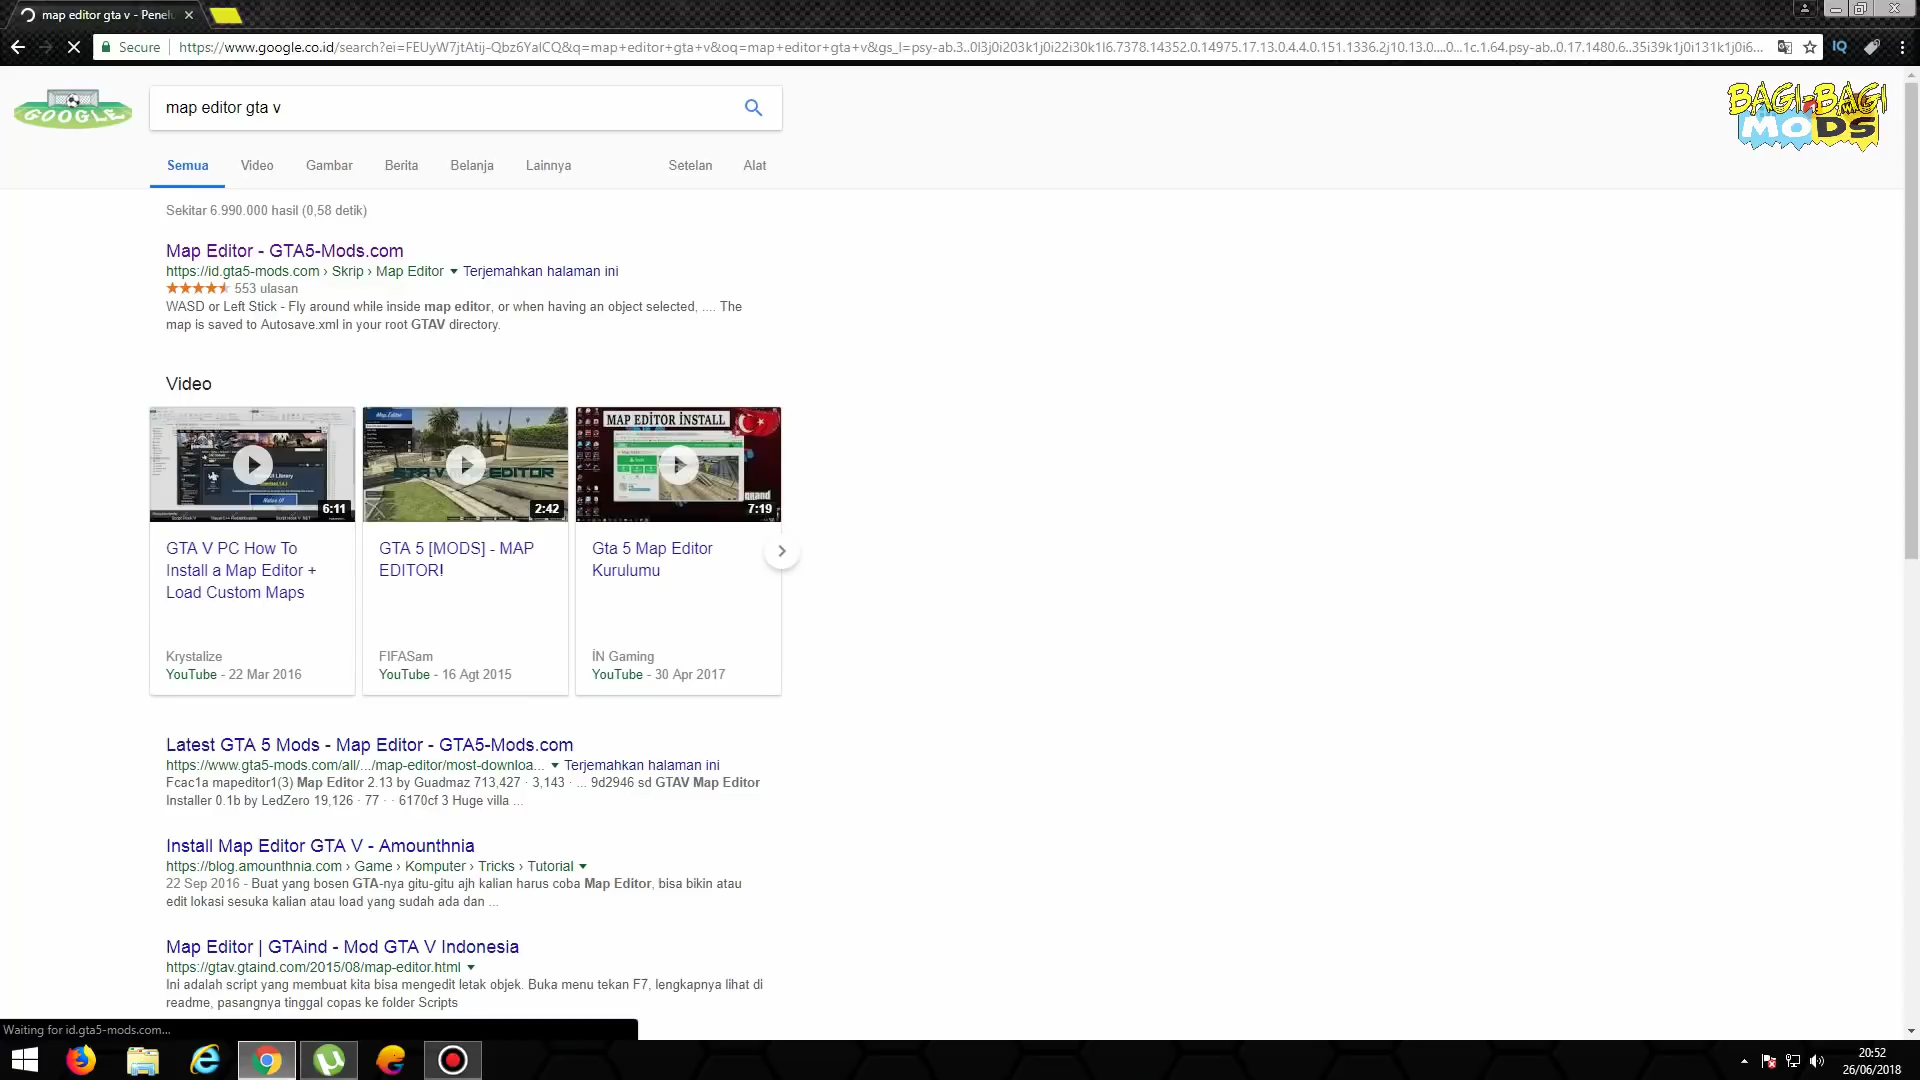 map editor gta v - Penelu
Secure
https://www.google.co.id/search?ei=FEUyW7jtAtij-Qbz6YalCQ&q=map+editor+gta+v&oq=map+editor+gta+v&gs_l=psy-ab.3..0l3j0i203k1j0i22i30k1l6.7378.14352.0.14975.17.13.0.4.4.0.151.1336.2j10.13.0....0...1c.1.64.psy-ab..0.17.1480.6..35i39k1j0i131k1j0i6...
IQ
GOOGLE
map editor gta v
BAGI-BAGI
MODS
Semua Video Gambar Berita Belanja Lainnya Setelan Alat
Sekitar 6.990.000 hasil (0,58 detik)
Map Editor - GTA5-Mods.com
https://id.gta5-mods.com › Skrip › Map Editor Terjemahkan halaman ini
553 ulasan
WASD or Left Stick - Fly around while inside map editor, or when having an object selected, .... The
map is saved to Autosave.xml in your root GTAV directory.
Video
6:11
Map Editor
2:42
MAP EDİTOR İNSTALL
7:19
GTA V PC How To
Install a Map Editor +
Load Custom Maps
Krystalize
YouTube - 22 Mar 2016
GTA 5 [MODS] - MAP
EDITOR!
FIFASam
YouTube - 16 Agt 2015
Gta 5 Map Editor
Kurulumu
İN Gaming
YouTube - 30 Apr 2017
Latest GTA 5 Mods - Map Editor - GTA5-Mods.com
https://www.gta5-mods.com/all/.../map-editor/most-downloa... Terjemahkan halaman ini
Fcac1a mapeditor1(3) Map Editor 2.13 by Guadmaz 713,427 · 3,143 · ... 9d2946 sd GTAV Map Editor
Installer 0.1b by LedZero 19,126 · 77 · · 6170cf 3 Huge villa ...
Install Map Editor GTA V - Amounthnia
https://blog.amounthnia.com › Game › Komputer › Tricks › Tutorial
22 Sep 2016 - Buat yang bosen GTA-nya gitu-gitu ajh kalian harus coba Map Editor, bisa bikin atau
edit lokasi sesuka kalian atau load yang sudah ada dan ...
Map Editor | GTAind - Mod GTA V Indonesia
https://gtav.gtaind.com/2015/08/map-editor.html
Ini adalah script yang membuat kita bisa mengedit letak objek. Buka menu tekan F7, lengkapnya lihat di
readme, pasangnya tinggal copas ke folder Scripts
Waiting for id.gta5-mods.com...
20:52
26/06/2018